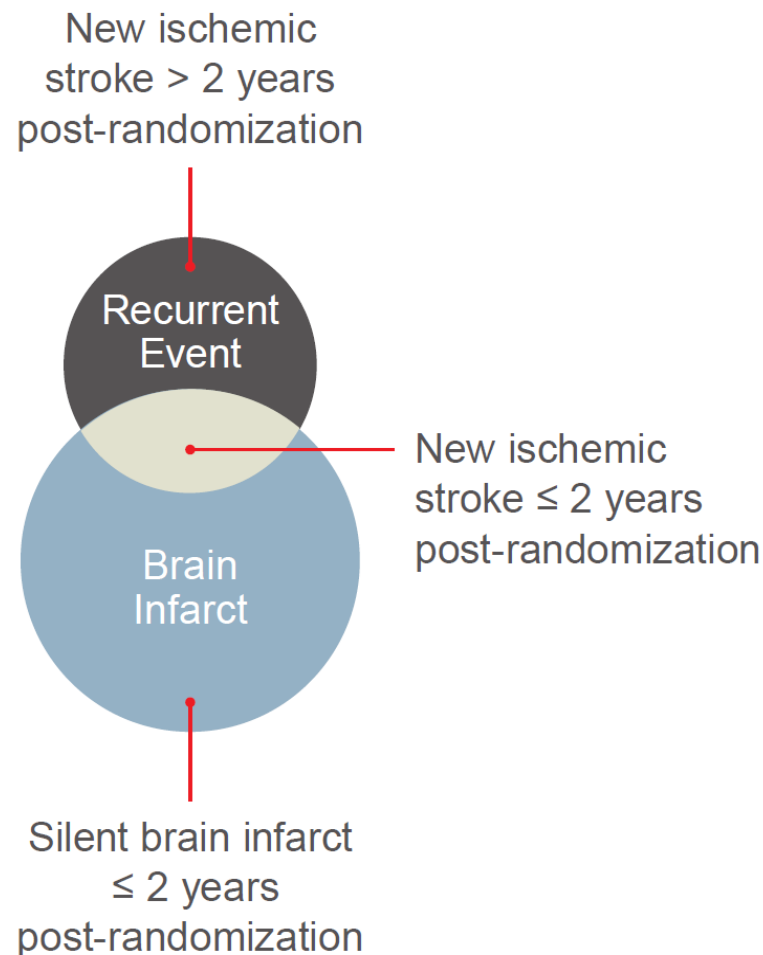 New ischemic
stroke > 2 years
post-randomization
Recurrent
Event
New ischemic
stroke ≤ 2 years
post-randomization
Brain
Infarct
Silent brain infarct
≤ 2 years
post-randomization